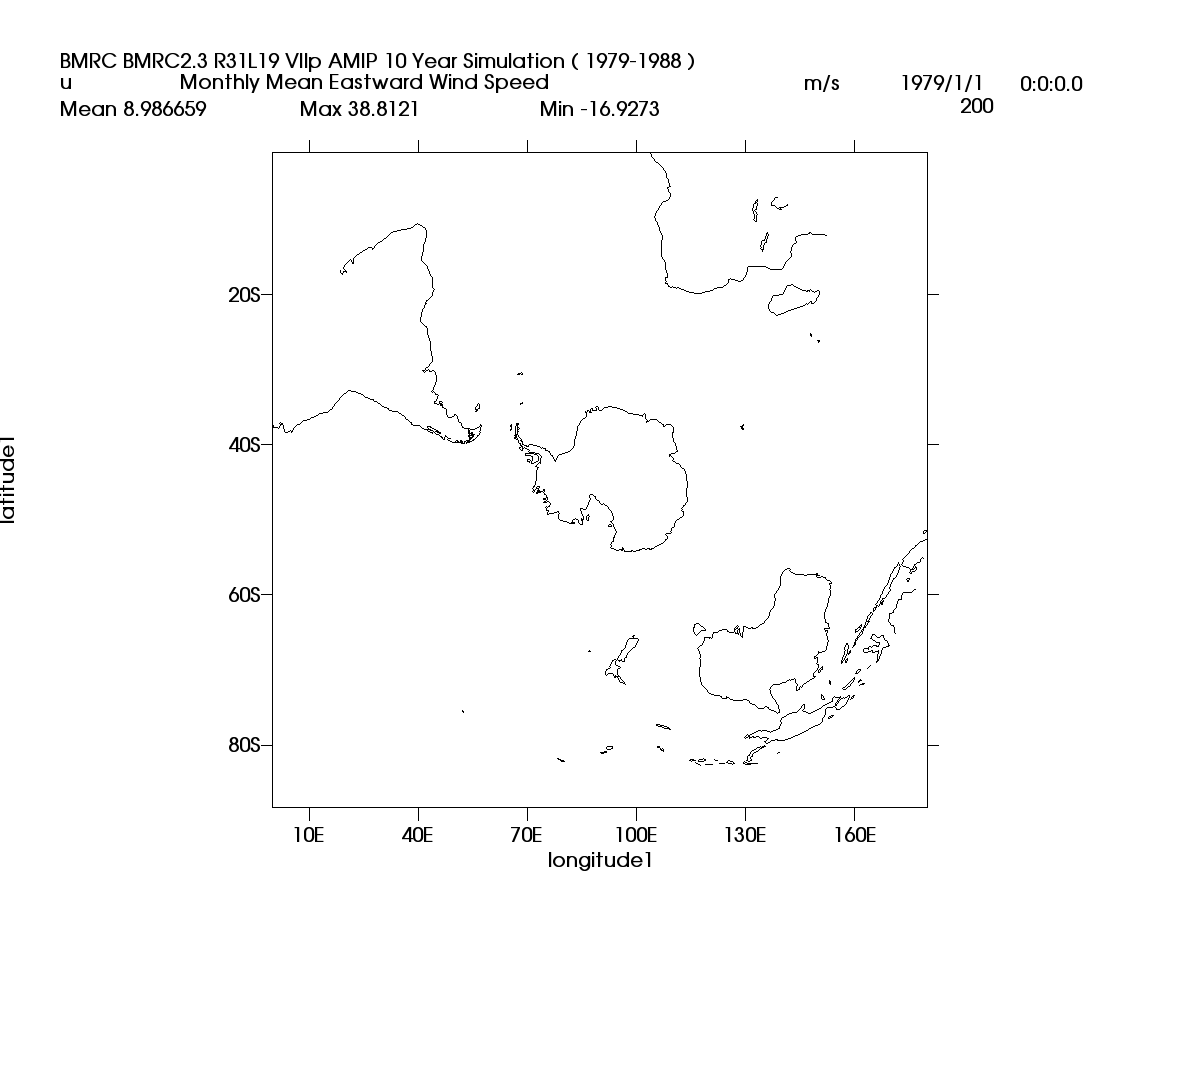 BMRC BMRC2.3 R31L19 VIIp AMIP 10 Year Simulation ( 1979-1988 )
u Monthly Mean Eastward Wind Speed m/s 1979/1/1 0:0:0.0
Mean 8.986659 Max 38.8121 Min -16.9273 200
20S
40S
latitude1
60S
80S
10E 40E 70E 100E 130E 160E
longitude1